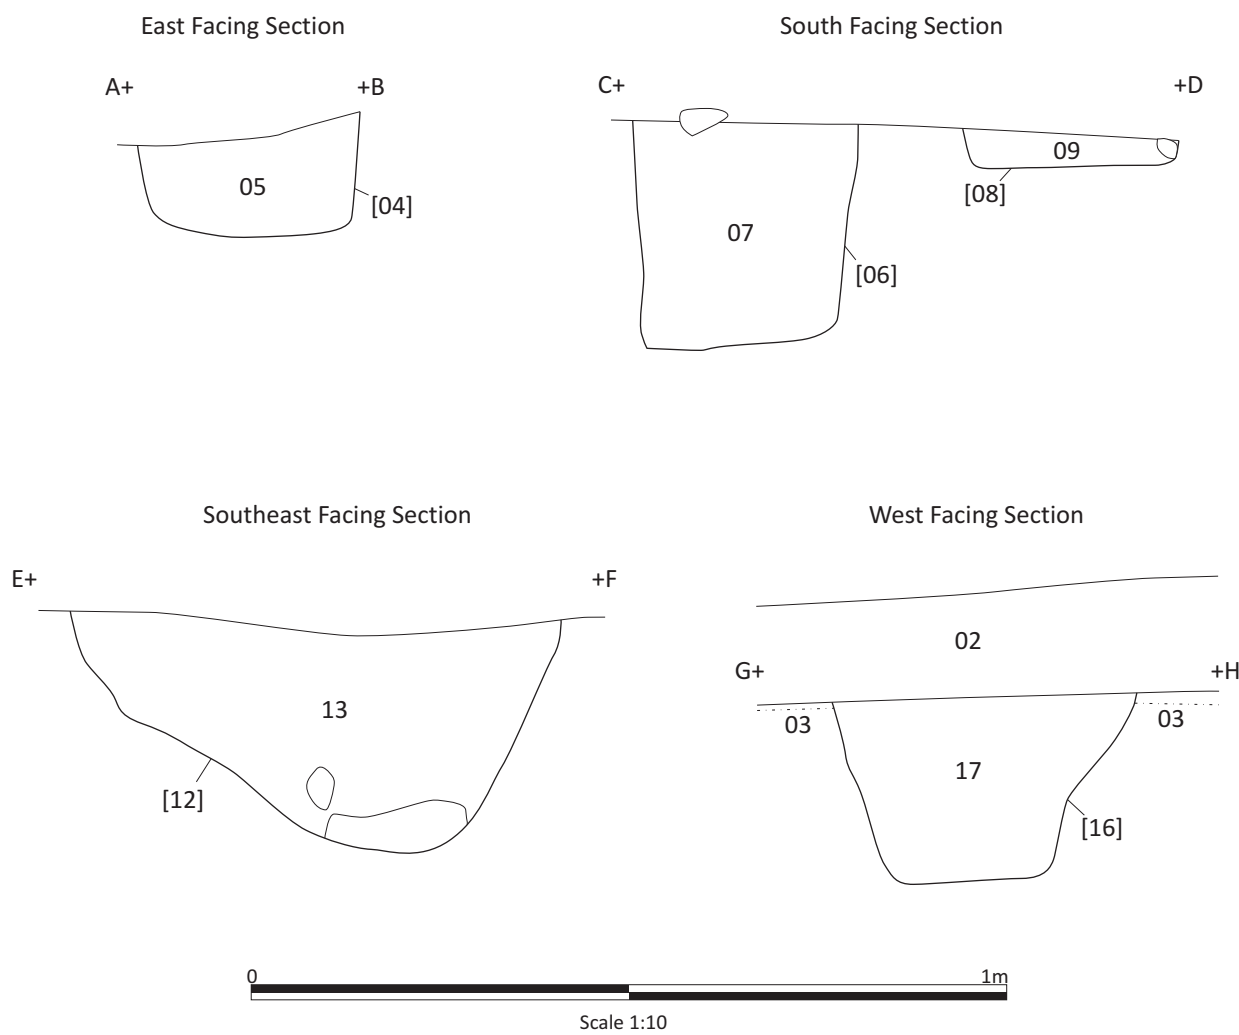 East Facing Section
South Facing Section
A+ +B
C+ +D
05
[04]
09
[08]
07
[06]
Southeast Facing Section
West Facing Section
E+ +F
02
G+ +H
03 03
13
17
[12]
[16]
0 1m
Scale 1:10